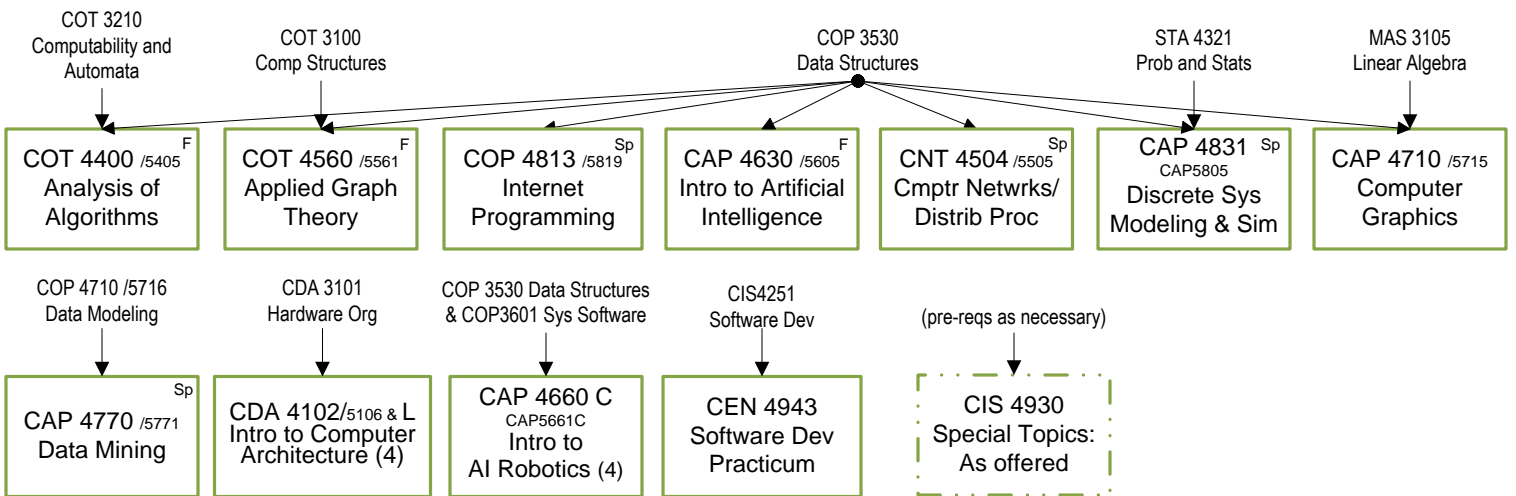 COT 3210
Computability and
Automata
COT 3100
Comp Structures
COP 3530
Data Structures
STA 4321
Prob and Stats
MAS 3105
Linear Algebra
F
COT 4400 /5405
Analysis of
Algorithms
F
COT 4560 /5561
Applied Graph
Theory
Sp
COP 4813 /5819
Internet
Programming
F
CAP 4630 /5605
Intro to Artificial
Intelligence
Sp
CNT 4504 /5505
Cmptr Netwrks/
Distrib Proc
CAP 4831 Sp
CAP5805
Discrete Sys
Modeling & Sim
CAP 4710 /5715
Computer
Graphics
COP 4710 /5716
Data Modeling
CDA 3101
Hardware Org
COP 3530 Data Structures
& COP3601 Sys Software
CIS4251
Software Dev
(pre-reqs as necessary)
Sp
CAP 4770 /5771
Data Mining
CDA 4102/5106 & L
Intro to Computer
Architecture (4)
CAP 4660 C
CAP5661C
Intro to
AI Robotics (4)
CEN 4943
Software Dev
Practicum
CIS 4930
Special Topics:
As offered